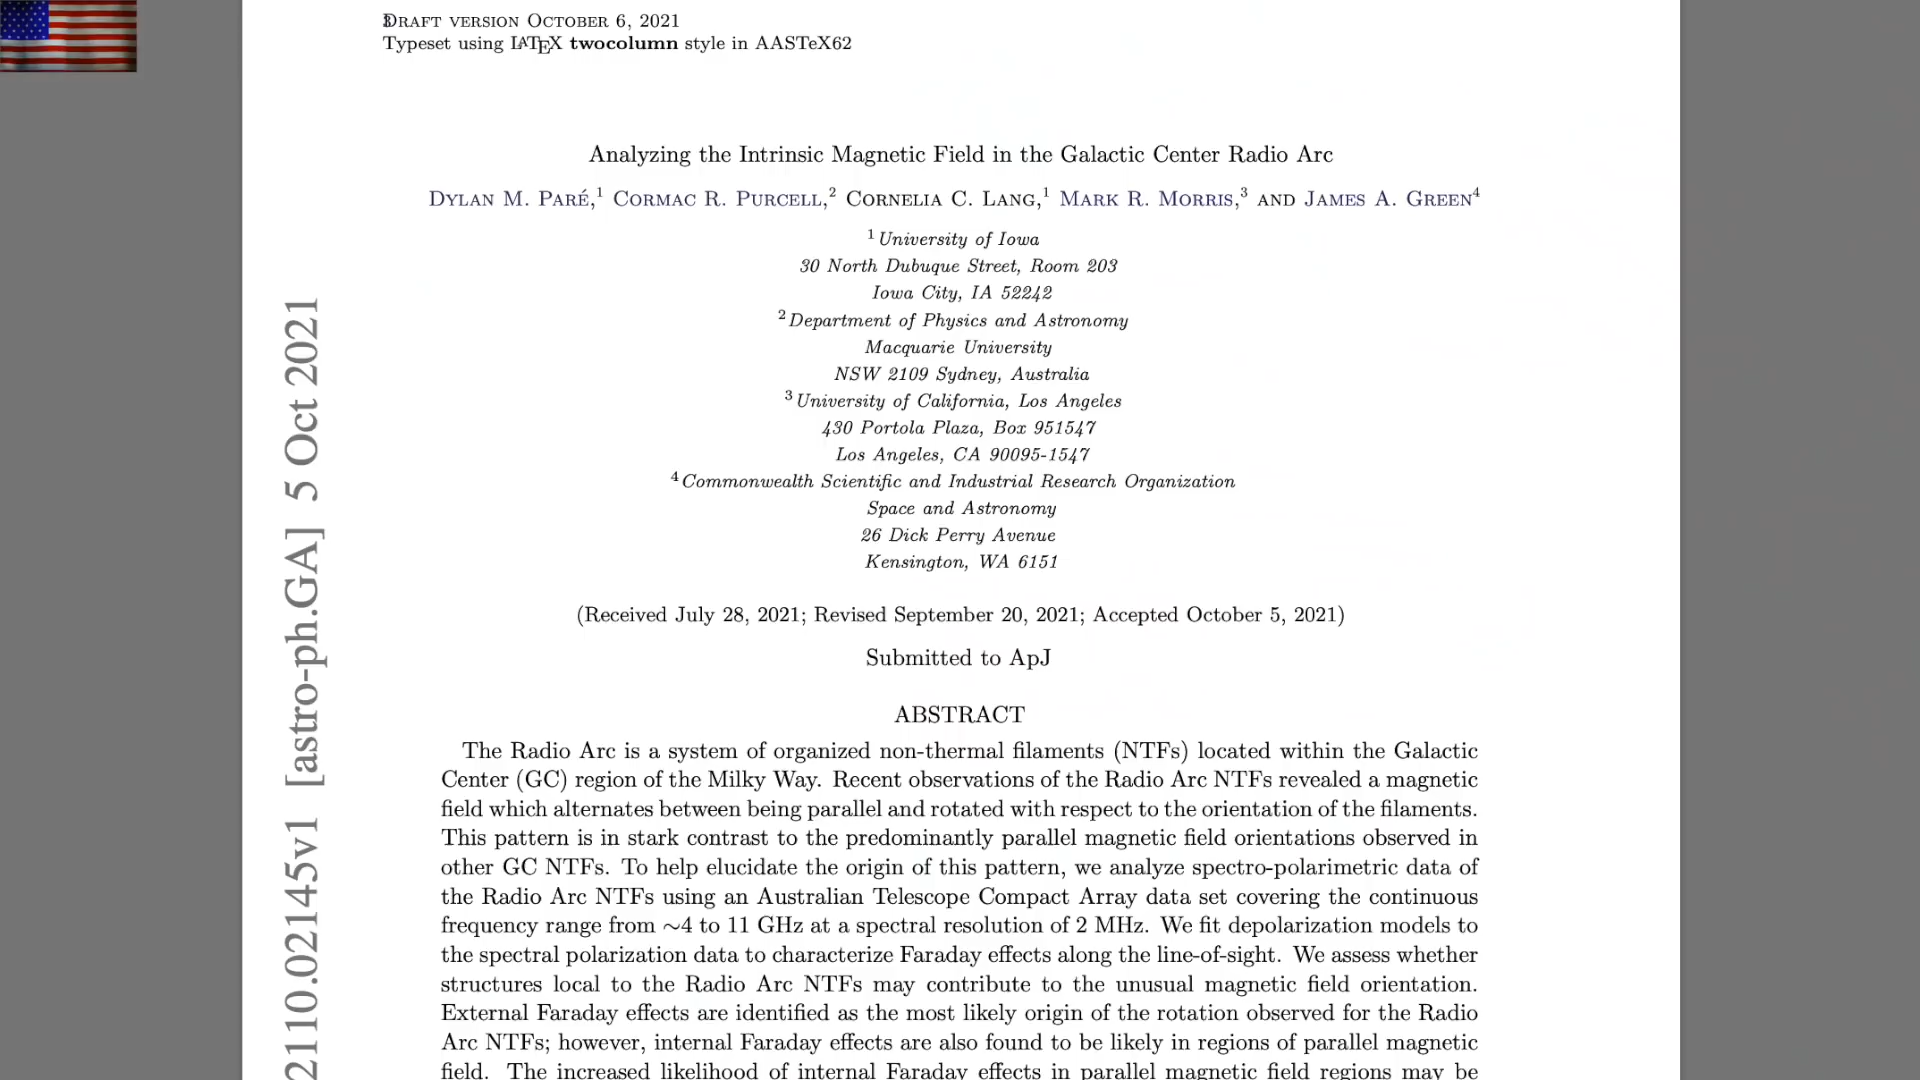 DRAFT VERSION OCTOBER 6, 2021
Typeset using LATEX twocolumn style in AASTeX62
Analyzing the Intrinsic Magnetic Field in the Galactic Center Radio Arc
DYLAN M. PARÉ,1 CORMAC R. PURCELL,2 CORNELIA C. LANG,1 MARK R. MORRIS,3 AND JAMES A. GREEN4
1 University of Iowa
30 North Dubuque Street, Room 203
Iowa City, IA 52242
2 Department of Physics and Astronomy
Macquarie University
NSW 2109 Sydney, Australia
3 University of California, Los Angeles
430 Portola Plaza, Box 951547
Los Angeles, CA 90095-1547
4 Commonwealth Scientific and Industrial Research Organization
Space and Astronomy
26 Dick Perry Avenue
Kensington, WA 6151
(Received July 28, 2021; Revised September 20, 2021; Accepted October 5, 2021)
Submitted to ApJ
ABSTRACT
The Radio Arc is a system of organized non-thermal filaments (NTFs) located within the Galactic
Center (GC) region of the Milky Way. Recent observations of the Radio Arc NTFs revealed a magnetic
field which alternates between being parallel and rotated with respect to the orientation of the filaments.
This pattern is in stark contrast to the predominantly parallel magnetic field orientations observed in
other GC NTFs. To help elucidate the origin of this pattern, we analyze spectro-polarimetric data of
the Radio Arc NTFs using an Australian Telescope Compact Array data set covering the continuous
frequency range from ~4 to 11 GHz at a spectral resolution of 2 MHz. We fit depolarization models to
the spectral polarization data to characterize Faraday effects along the line-of-sight. We assess whether
structures local to the Radio Arc NTFs may contribute to the unusual magnetic field orientation.
External Faraday effects are identified as the most likely origin of the rotation observed for the Radio
Arc NTFs; however, internal Faraday effects are also found to be likely in regions of parallel magnetic
field. The increased likelihood of internal Faraday effects in parallel magnetic field regions may be
2110.02145v1 [astro-ph.GA] 5 Oct 2021